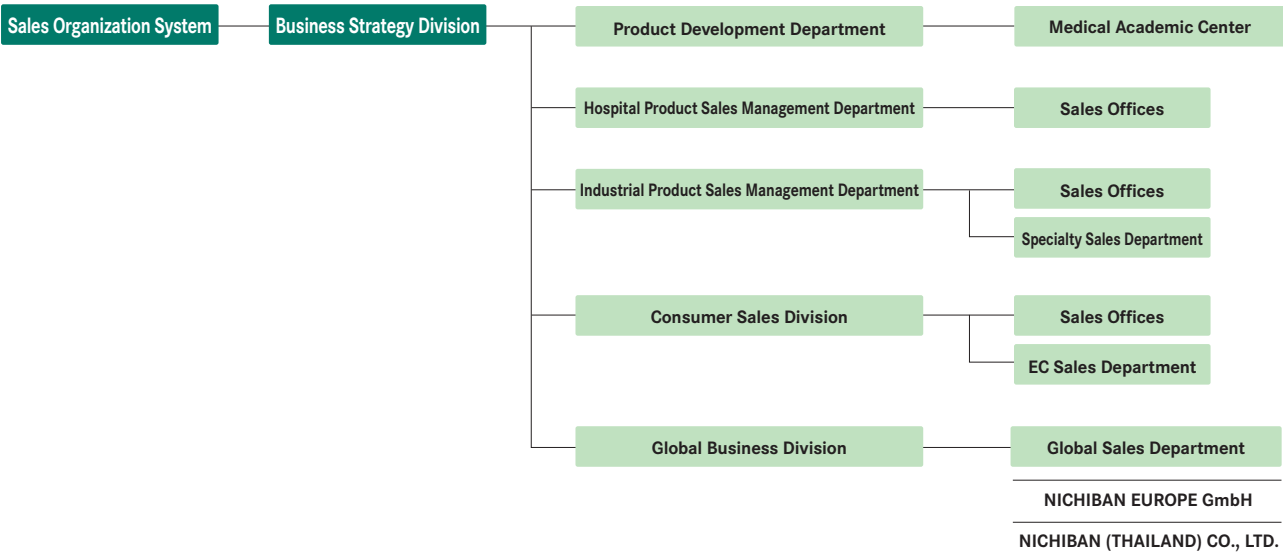 Sales Organization System
Business Strategy Division
Product Development Department
Medical Academic Center
Hospital Product Sales Management Department
Sales Offices
Industrial Product Sales Management Department
Sales Offices
Specialty Sales Department
Consumer Sales Division
Sales Offices
EC Sales Department
Global Business Division
Global Sales Department
NICHIBAN EUROPE GmbH
NICHIBAN (THAILAND) CO., LTD.